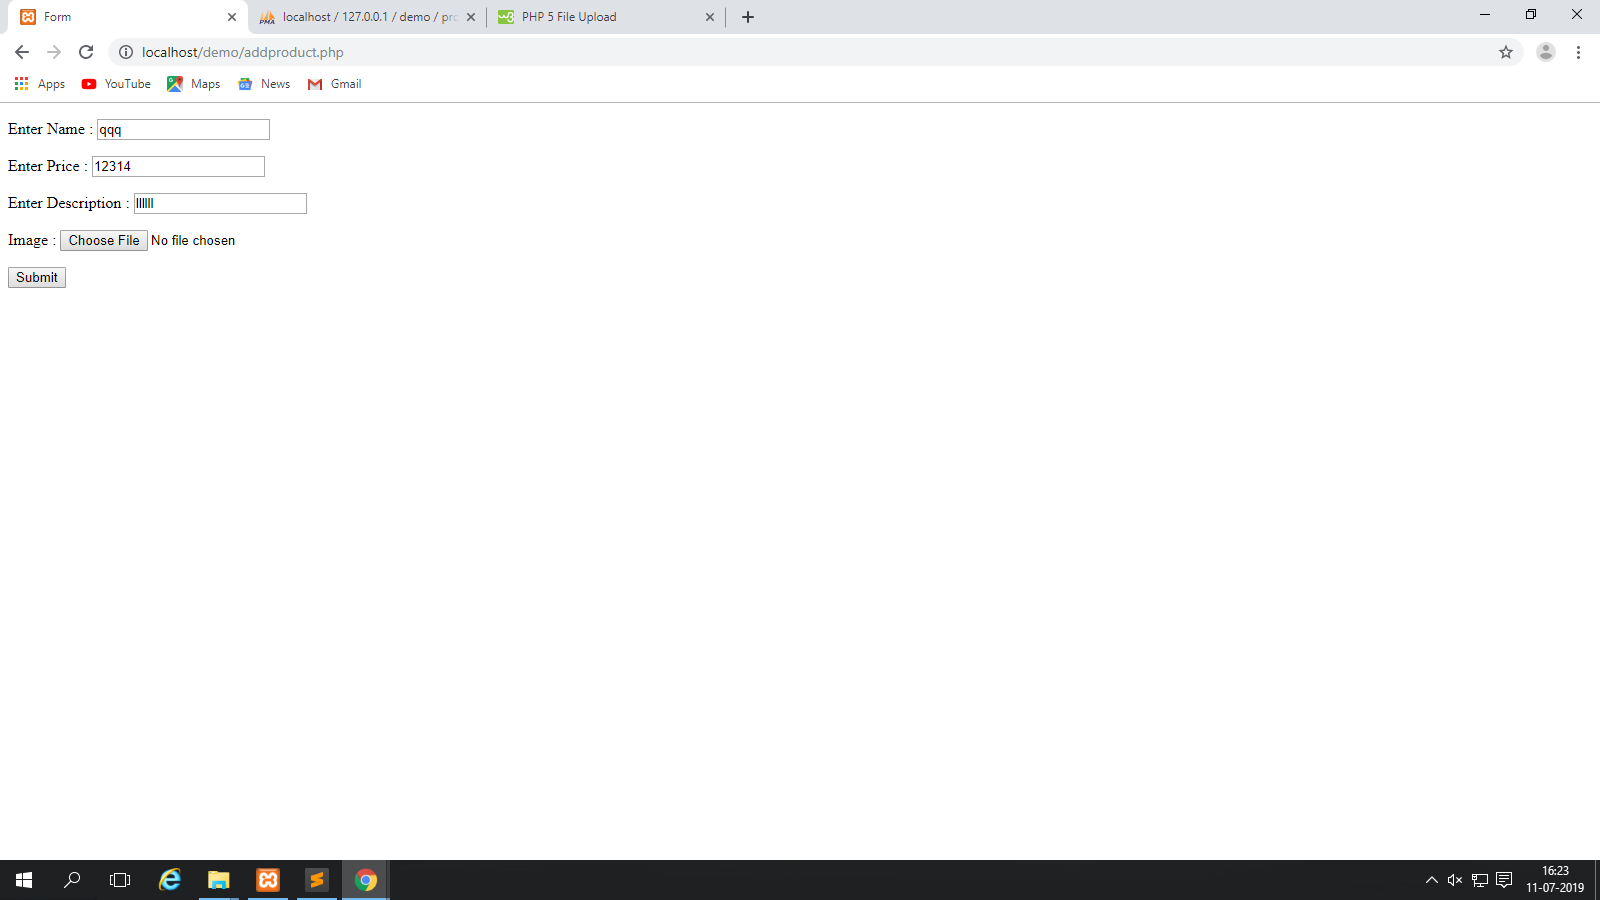 Form
localhost / 127.0.0.1 / demo / pro
PHP 5 File Upload
localhost/demo/addproduct.php
Apps
YouTube
Maps
News
Gmail
Enter Name : qqq
Enter Price : 12314
Enter Description : llllll
Image : Choose File No file chosen
Submit
16:23
11-07-2019